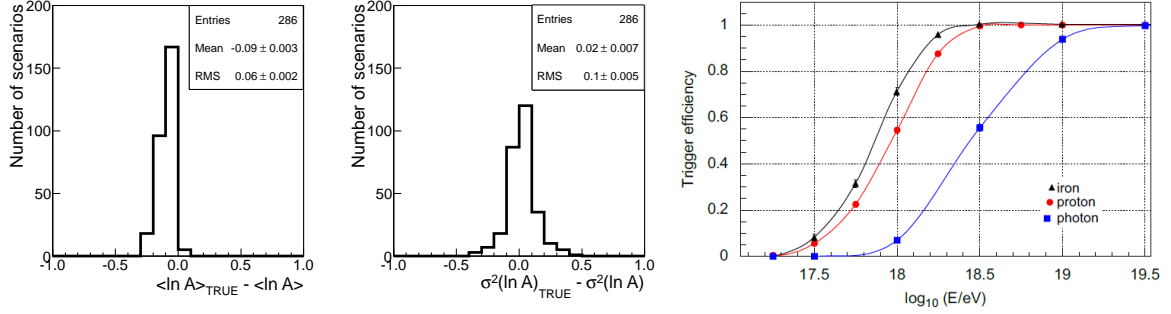 Number of scenarios
200
150
100
50
0
Entries 286
Mean -0.09 ± 0.003
RMS 0.06 ± 0.002
-1.0 -0.5 0.0 0.5 1.0
<ln A>TRUE - <ln A>
Number of scenarios
200
150
100
50
0
Entries 286
Mean 0.02 ± 0.007
RMS 0.1 ± 0.005
-1.0 -0.5 0.0 0.5 1.0
σ²(ln A)TRUE - σ²(ln A)
Trigger efficiency
1
0.8
0.6
0.4
0.2
0
iron
proton
photon
17.5 18 18.5 19 19.5
log10 (E/eV)